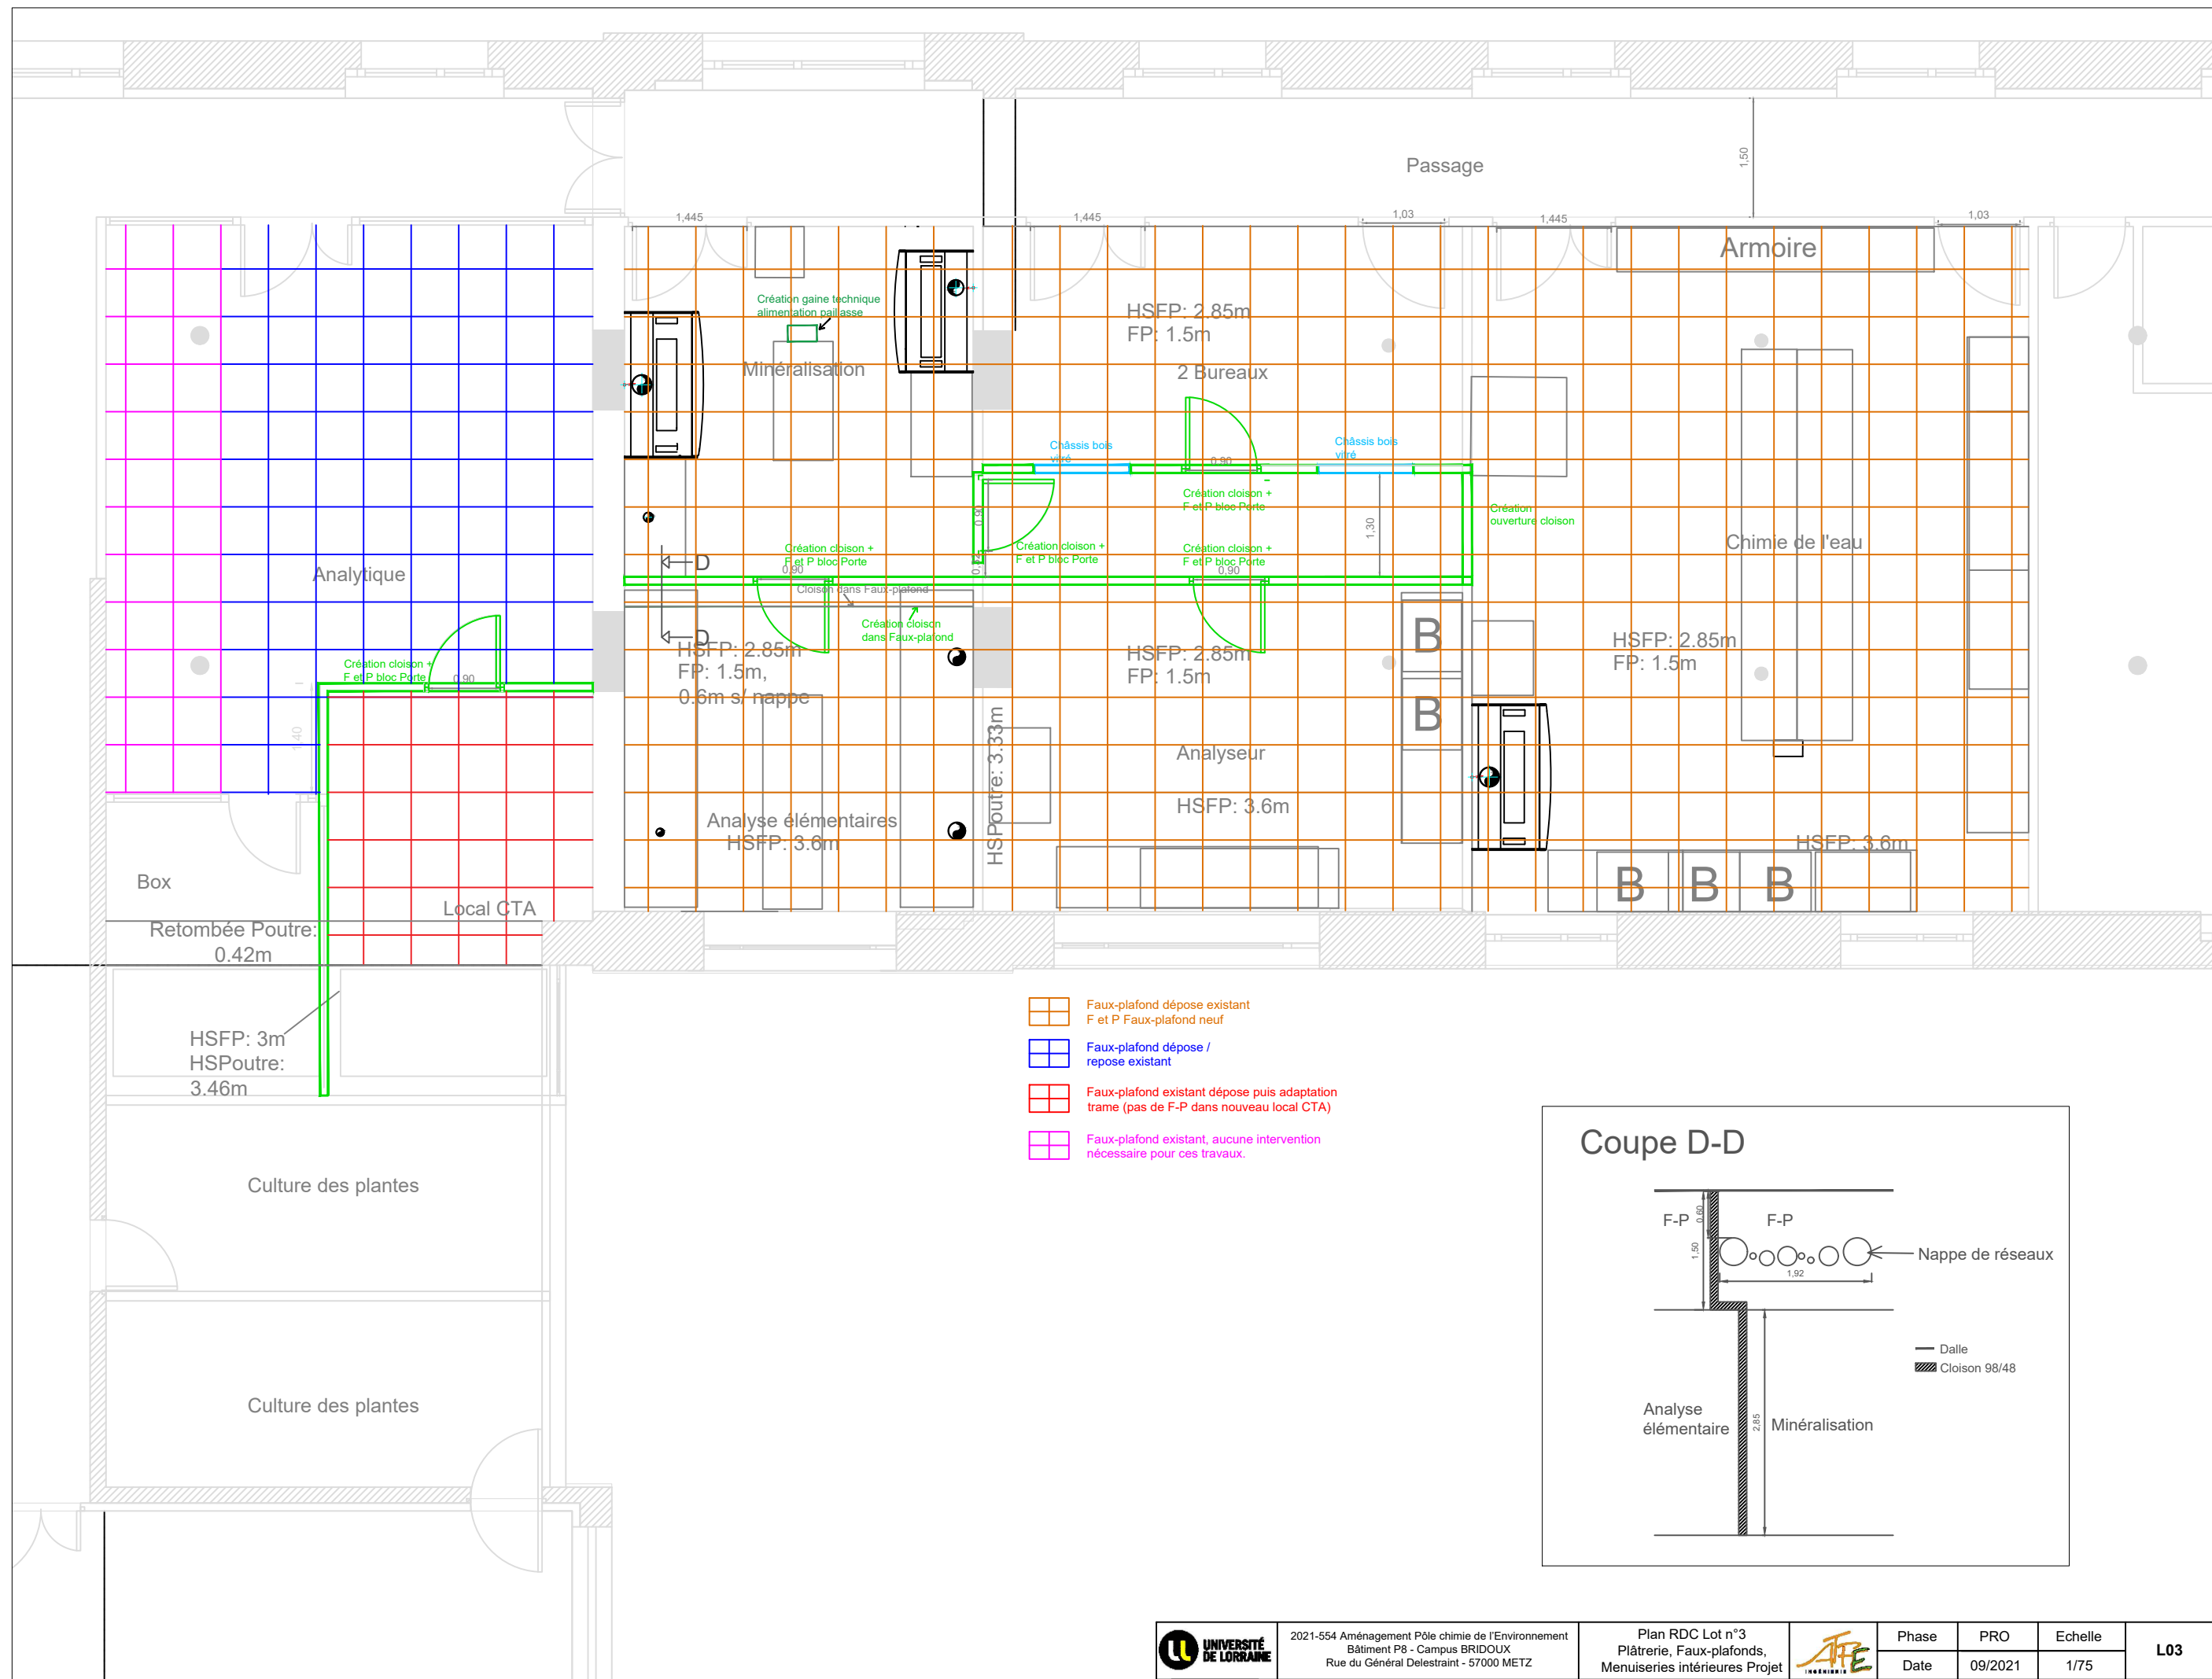 Passage
1,50
1,445
1,445
1,03
1,445
1,03
Armoire
Création gaine technique
alimentation paillasse
Minéralisation
HSFP: 2.85m
FP: 1.5m
2 Bureaux
Châssis bois
vitré
Châssis bois
vitré
0,90
Création cloison +
F et P bloc Porte
Création
ouverture cloison
0,90
1,30
Chimie de l'eau
Création cloison +
F et P bloc Porte
Création cloison +
F et P bloc Porte
Création cloison +
F et P bloc Porte
D
0,90
0,90
Cloison dans Faux-plafond
Analytique
Création cloison
dans Faux-plafond
D
HSFP: 2.85m
FP: 1.5m,
0.6m s/ nappe
HSFP: 2.85m
FP: 1.5m
B
B
HSFP: 2.85m
FP: 1.5m
Création cloison +
F et P bloc Porte
0,90
1,40
HSPoutre: 3.33m
Analyseur
HSFP: 3.6m
Analyse élémentaires
HSFP: 3.6m
HSFP: 3.6m
B
B
B
Box
Local CTA
Retombée Poutre:
0.42m
HSFP: 3m
HSPoutre:
3.46m
Culture des plantes
Culture des plantes
Faux-plafond dépose existant
F et P Faux-plafond neuf
Faux-plafond dépose /
repose existant
Faux-plafond existant dépose puis adaptation
trame (pas de F-P dans nouveau local CTA)
Faux-plafond existant, aucune intervention
nécessaire pour ces travaux.
Coupe D-D
F-P
0,60
F-P
1,50
Nappe de réseaux
1,92
Dalle
Cloison 98/48
Analyse
élémentaire
2,85
Minéralisation
UNIVERSITÉ
DE LORRAINE
2021-554 Aménagement Pôle chimie de l'Environnement
Bâtiment P8 - Campus BRIDOUX
Rue du Général Delestraint - 57000 METZ
Plan RDC Lot n°3
Plâtrerie, Faux-plafonds,
Menuiseries intérieures Projet
INGÉNIERIE
Phase
PRO
Echelle
Date
09/2021
1/75
L03